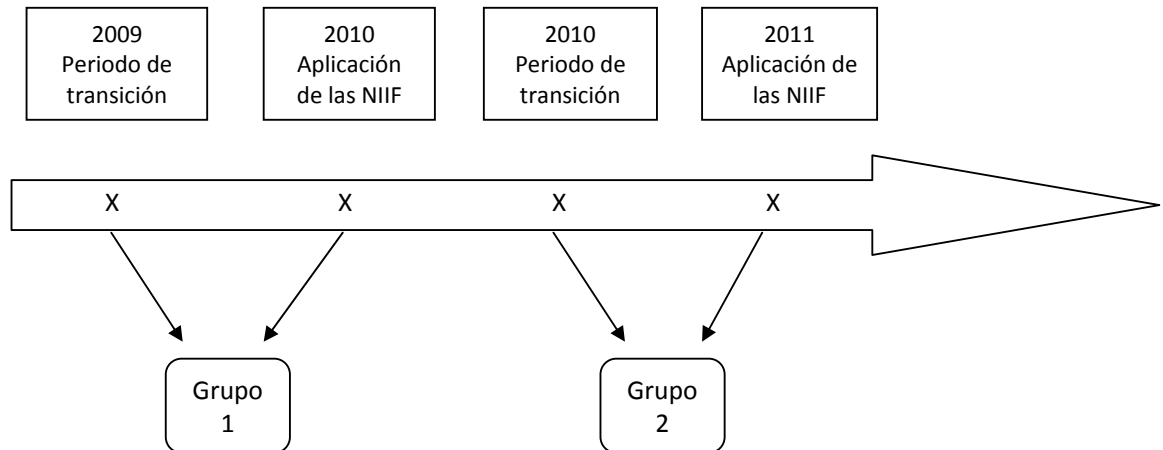 2009
Periodo de
transición
2010
Aplicación
de las NIIF
2010
Periodo de
transición
2011
Aplicación de
las NIIF
X
X
X
X
Grupo
1
Grupo
2